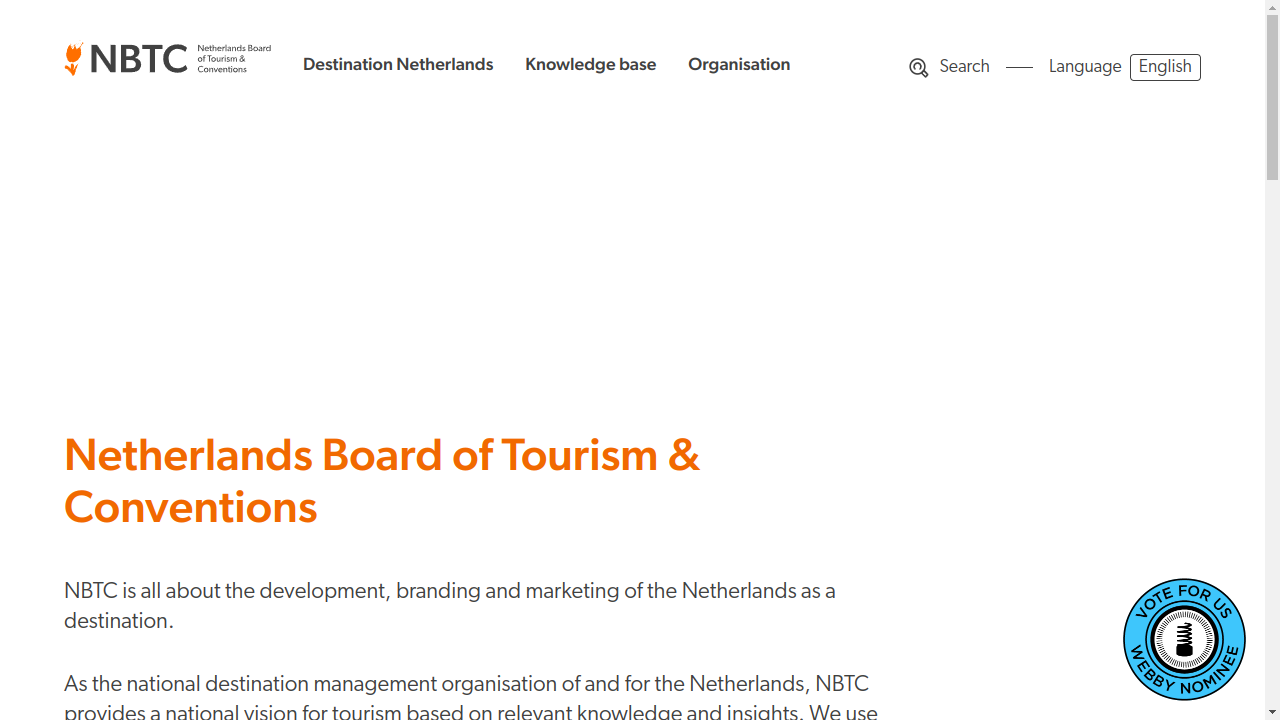 NBTC
Netherlands Board
of Tourism &
Conventions
Destination Netherlands
Knowledge base
Organisation
Search
Language
English
Netherlands Board of Tourism &
Conventions
NBTC is all about the development, branding and marketing of the Netherlands as a
destination.
As the national destination management organisation of and for the Netherlands, NBTC
provides a national vision for tourism based on relevant knowledge and insights. We use
VOTE FOR US
WEBBY NOMINEE